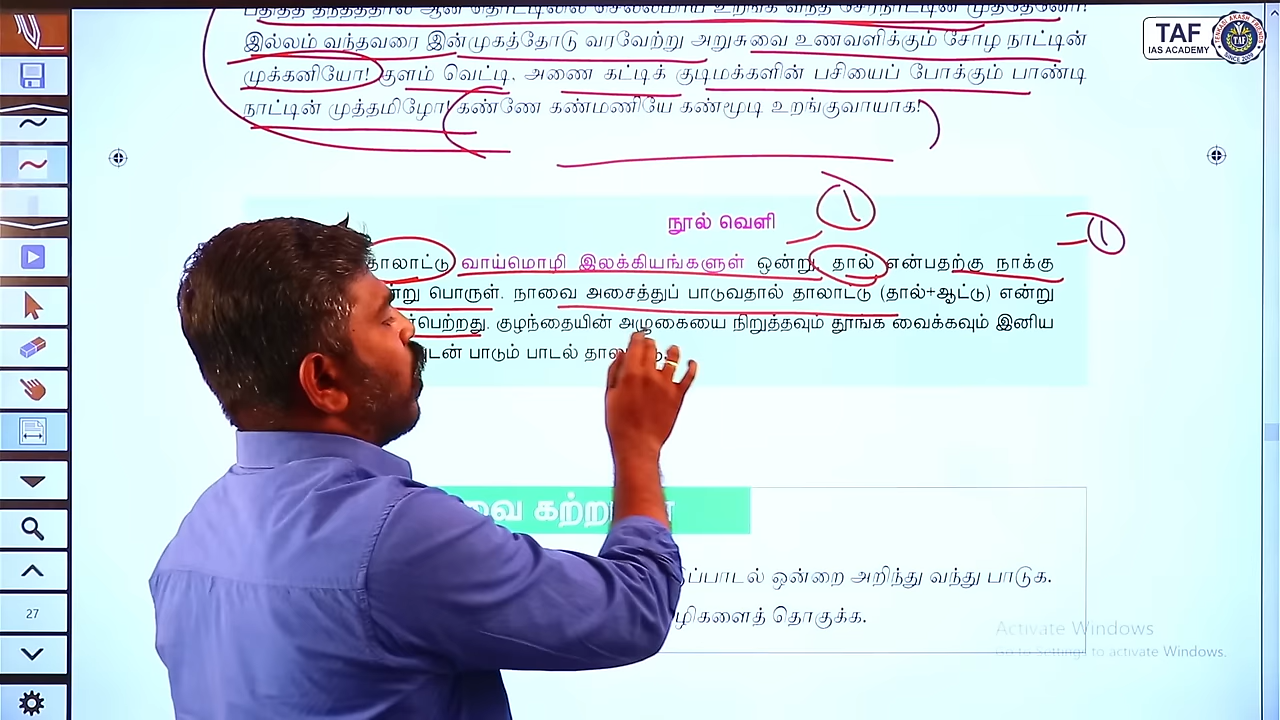 இல்லம் வந்தவரை இன்முகத்தோடு வரவேற்று அறுசுவை உணவளிக்கும் சோழ நாட்டின்
முக்கனியோ! குளம் வெட்டி, அணை கட்டிக் குடிமக்களின் பசியைப் போக்கும் பாண்டி
நாட்டின் முத்தமிழோ! கண்ணே கண்மணியே கண்மூடி உறங்குவாயாக!
TAF
IAS ACADEMY
நூல் வெளி
தாலாட்டு வாய்மொழி இலக்கியங்களுள் ஒன்று. தால் என்பதற்கு நாக்கு
பொருள். நாவை அசைத்துப் பாடுவதால் தாலாட்டு (தால்+ஆட்டு) என்று
குழந்தையின் அழுகையை நிறுத்தவும் தூங்க வைக்கவும் இனிய
பாடும் பாடல்
ஒன்றை அறிந்து வந்து பாடுக.
தொகுக்க.
27
Activate Windows
Go to Settings to activate Windows.